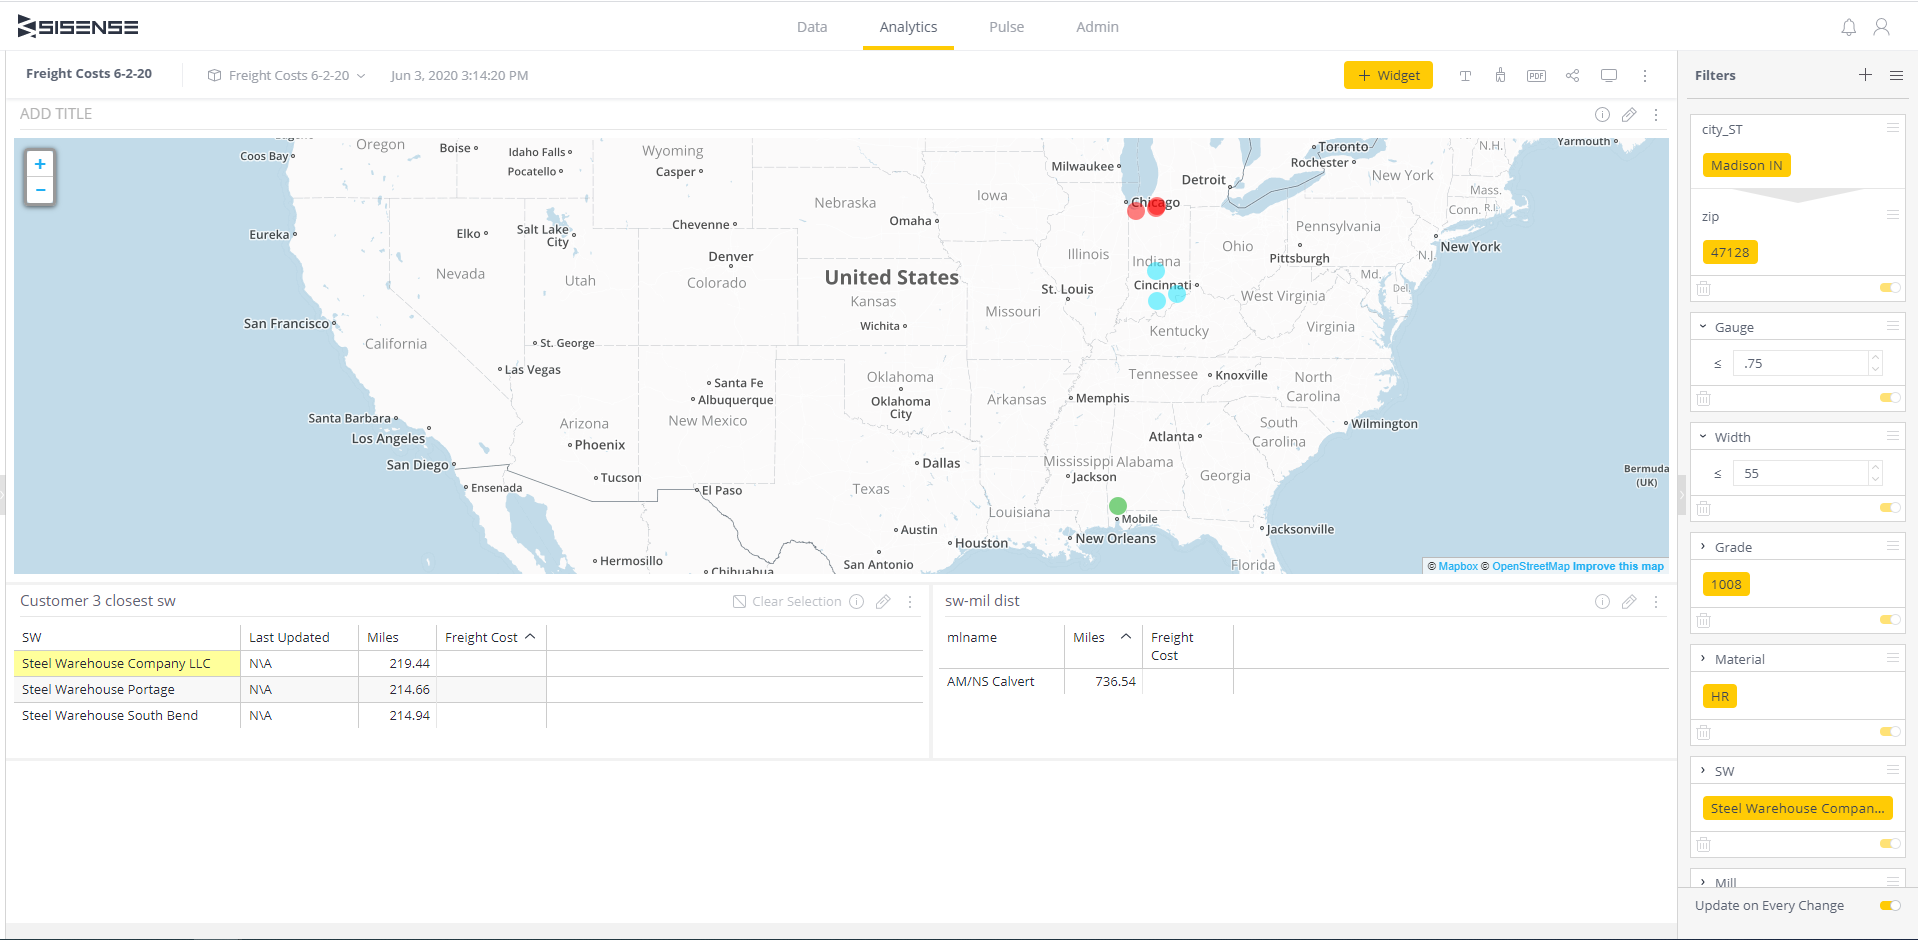 SISENSE
Data
Analytics
Pulse
Admin
Freight Costs 6-2-20
Freight Costs 6-2-20
Jun 3, 2020 3:14:20 PM
+ Widget
PDF
Filters
ADD TITLE
+
−
Oregon
Coos Bay
Boise
Idaho Falls
Pocatello
Wyoming
Casper
Milwaukee
Toronto
Rochester
N.H.
Yarmouth
Detroit
New York
Mass.
Nebraska
Iowa
Chicago
Conn.
R.I.
Eureka
Elko
Salt Lake
City
Cheyenne
Omaha
Pennsylvania
Ohio
New York
Nevada
Utah
Denver
Colorado
United States
Kansas
Illinois
Indiana
Cincinnati
Pittsburgh
N.J.
Md.
Del.
St. Louis
Missouri
West Virginia
San Francisco
California
St. George
Wichita
Kentucky
Virginia
Las Vegas
Santa Fe
Albuquerque
New Mexico
Oklahoma
Oklahoma
City
Arkansas
Tennessee
Knoxville
North
Carolina
Memphis
Santa Barbara
Los Angeles
Arizona
Phoenix
South
Carolina
Atlanta
Wilmington
San Diego
Ensenada
Tucson
El Paso
Dallas
Texas
Mississippi
Alabama
Jackson
Georgia
Bermuda
(UK)
Louisiana
Mobile
Austin
Houston
New Orleans
Jacksonville
Hermosillo
Chihuahua
San Antonio
Florida
© Mapbox © OpenStreetMap Improve this map
Customer 3 closest sw
Clear Selection
SW
Last Updated
Miles
Freight Cost
Steel Warehouse Company LLC
N\A
219.44
Steel Warehouse Portage
N\A
214.66
Steel Warehouse South Bend
N\A
214.94
sw-mil dist
mlname
Miles
Freight
Cost
AM/NS Calvert
736.54
city_ST
Madison IN
zip
47128
Gauge
≤ .75
Width
≤ 55
Grade
1008
Material
HR
SW
Steel Warehouse Compan...
Mill
Update on Every Change